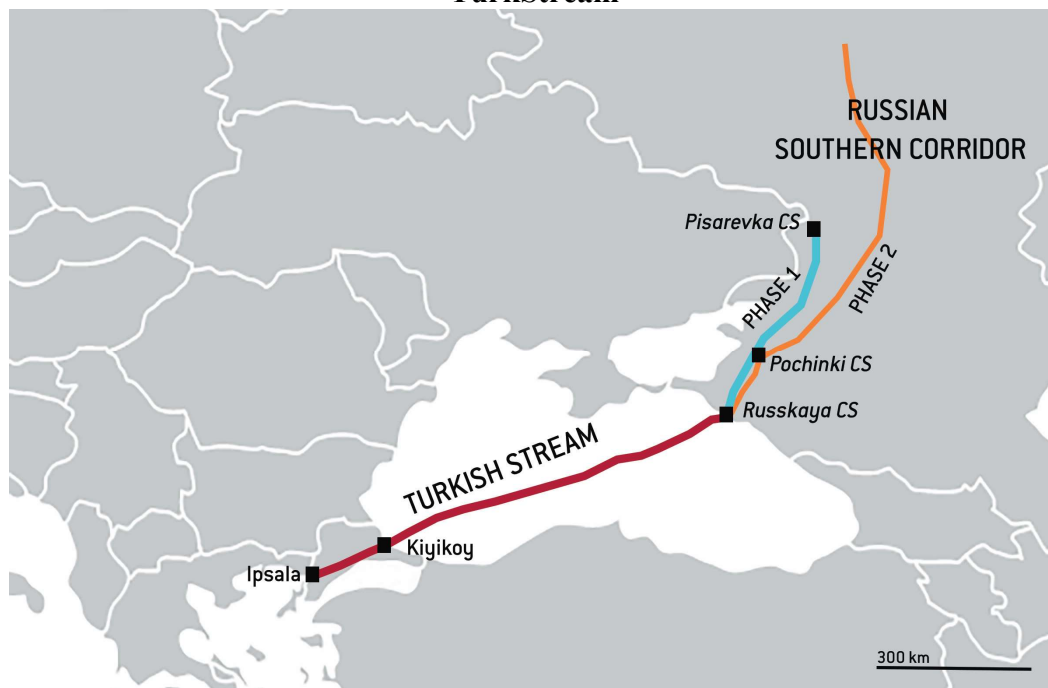 TurkStream
RUSSIAN
SOUTHERN CORRIDOR
Pisarevka CS
PHASE 1
PHASE 2
Pochinki CS
Russkaya CS
TURKISH STREAM
Kiyikoy
Ipsala
300 km